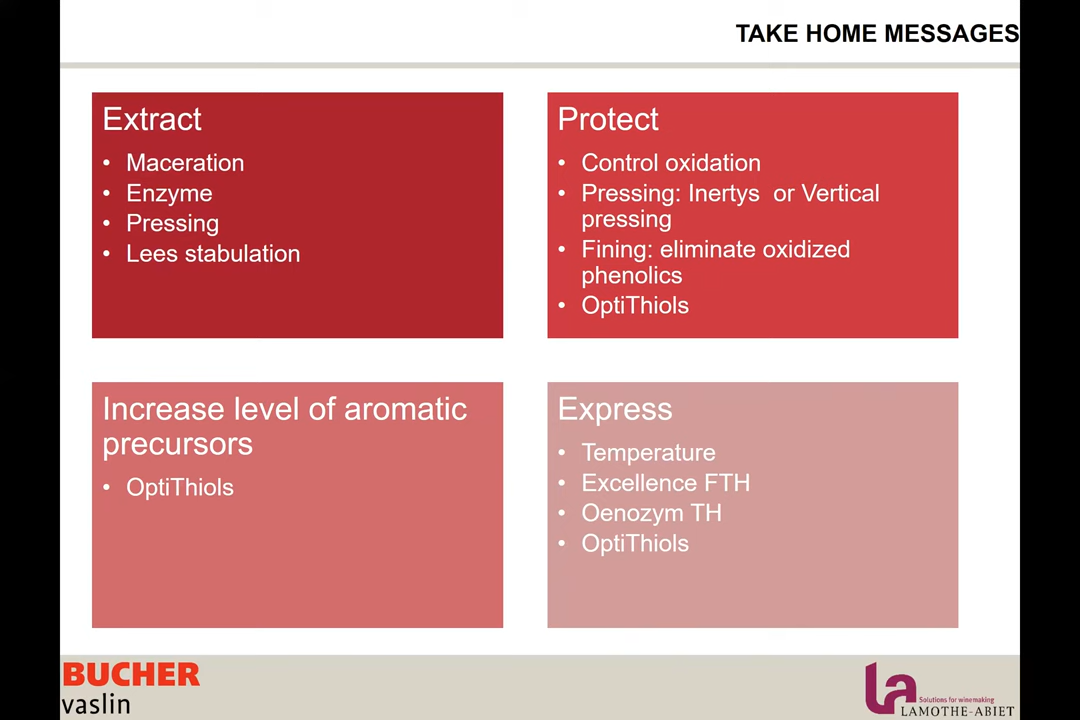 TAKE HOME MESSAGES
Extract
• Maceration
• Enzyme
• Pressing
• Lees stabulation
Protect
• Control oxidation
• Pressing: Inertys or Vertical
pressing
• Fining: eliminate oxidized
phenolics
• OptiThiols
Increase level of aromatic
precursors
• OptiThiols
Express
• Temperature
• Excellence FTH
• Oenozym TH
• OptiThiols
BUCHER
vaslin
la
Solutions for winemaking
LAMOTHE-ABIET